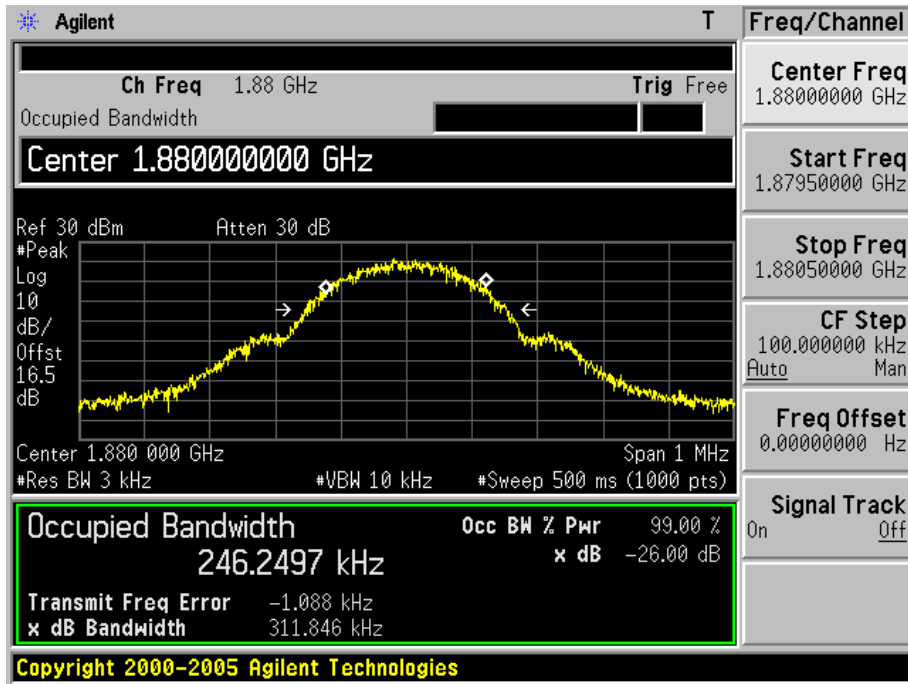 Agilent T
Freq/Channel
Ch Freq 1.88 GHz Trig Free
Occupied Bandwidth
Center 1.880000000 GHz
Ref 30 dBm Atten 30 dB
#Peak
Log
10
dB/
Offst
16.5
dB
Center 1.880 000 GHz Span 1 MHz
#Res BW 3 kHz #VBW 10 kHz #Sweep 500 ms (1000 pts)
Occupied Bandwidth
246.2497 kHz
Occ BW % Pwr 99.00 %
x dB -26.00 dB
Transmit Freq Error -1.088 kHz
x dB Bandwidth 311.846 kHz
Copyright 2000-2005 Agilent Technologies
Center Freq
1.88000000 GHz
Start Freq
1.87950000 GHz
Stop Freq
1.88050000 GHz
CF Step
100.000000 kHz
Auto Man
Freq Offset
0.00000000 Hz
Signal Track
On Off